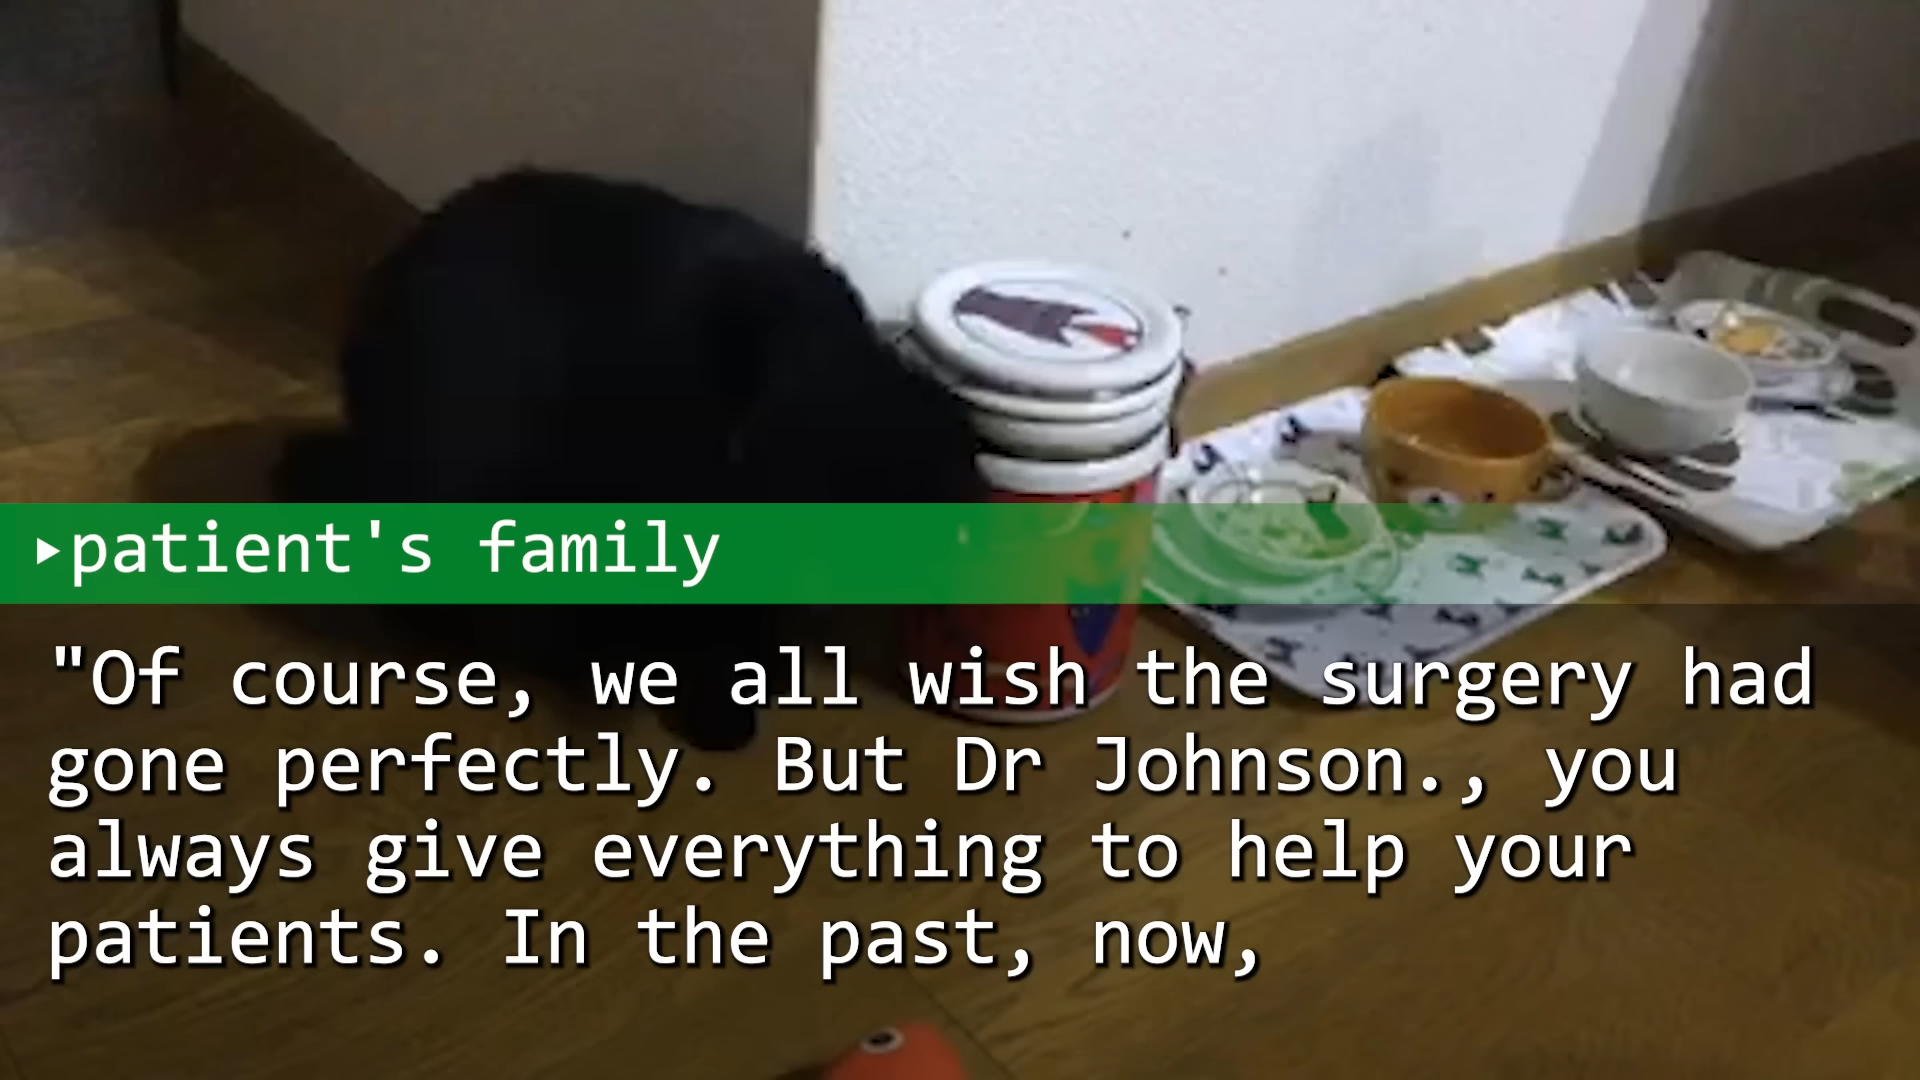 ▶patient's family
"Of course, we all wish the surgery had
gone perfectly. But Dr Johnson., you
always give everything to help your
patients. In the past, now,